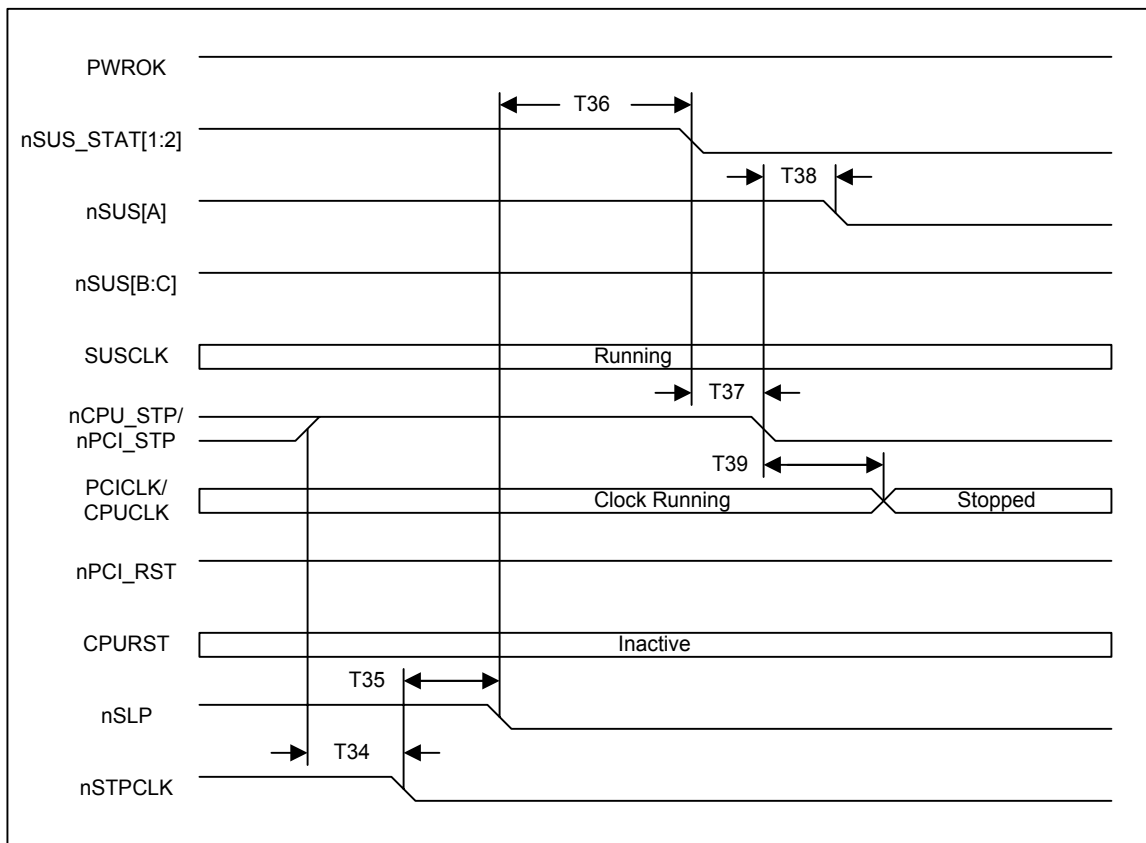 PWROK
T36
nSUS_STAT[1:2]
T38
nSUS[A]
nSUS[B:C]
SUSCLK
Running
T37
nCPU_STP/
nPCI_STP
T39
PCICLK/
CPUCLK
Clock Running
Stopped
nPCI_RST
CPURST
Inactive
T35
nSLP
T34
nSTPCLK